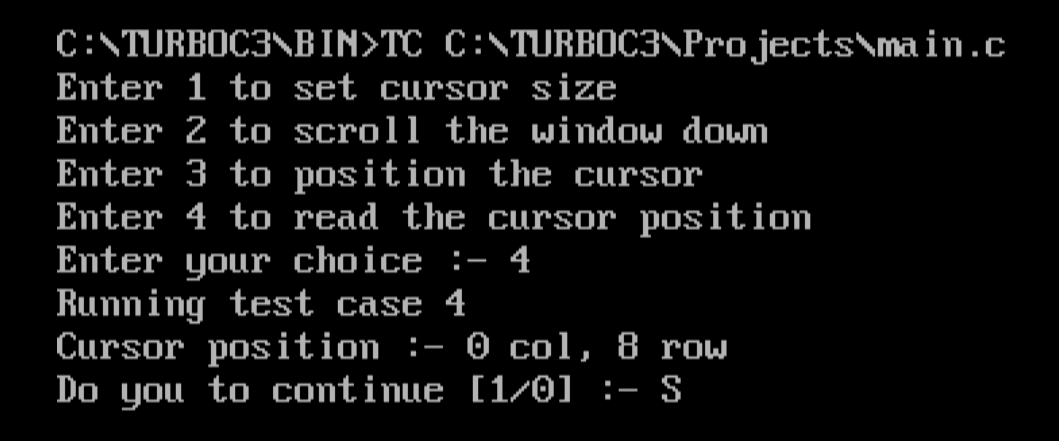 C:\TURBOC3\BIN>TC C:\TURBOC3\Projects\main.c
Enter 1 to set cursor size
Enter 2 to scroll the window down
Enter 3 to position the cursor
Enter 4 to read the cursor position
Enter your choice :- 4
Running test case 4
Cursor position :- 0 col, 8 row
Do you to continue [1/0] :- S